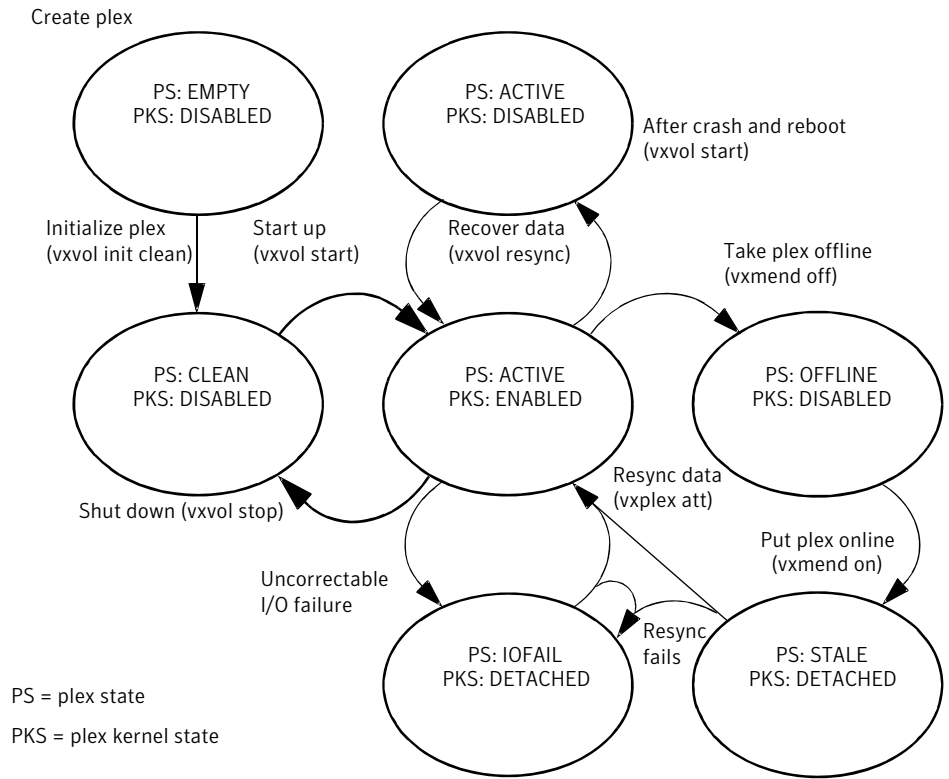 Create plex
PS: EMPTY
PKS: DISABLED
PS: ACTIVE
PKS: DISABLED
After crash and reboot
(vxvol start)
Initialize plex
(vxvol init clean)
Start up
(vxvol start)
Recover data
(vxvol resync)
Take plex offline
(vxmend off)
PS: CLEAN
PKS: DISABLED
PS: ACTIVE
PKS: ENABLED
PS: OFFLINE
PKS: DISABLED
Shut down (vxvol stop)
Resync data
(vxplex att)
Put plex online
(vxmend on)
Uncorrectable
I/O failure
Resync
fails
PS: IOFAIL
PKS: DETACHED
PS: STALE
PKS: DETACHED
PS = plex state
PKS = plex kernel state